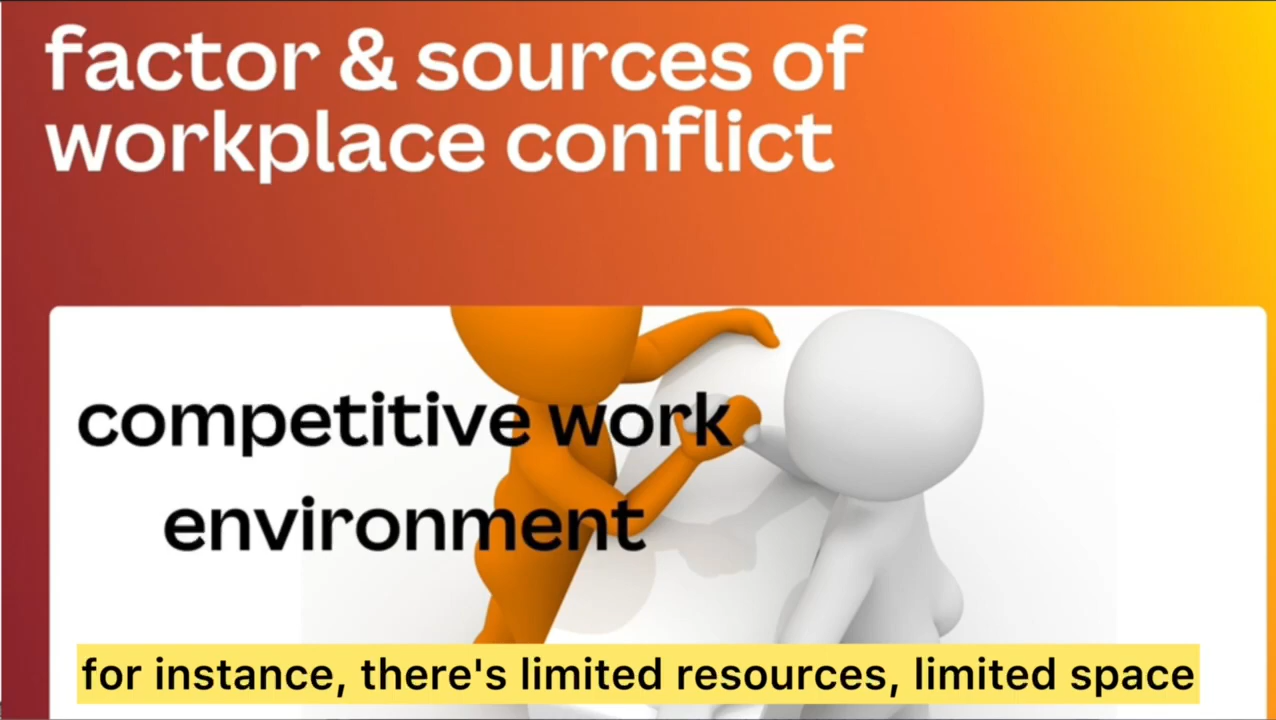 factor & sources of
workplace conflict
competitive work
environment
for instance, there's limited resources, limited space